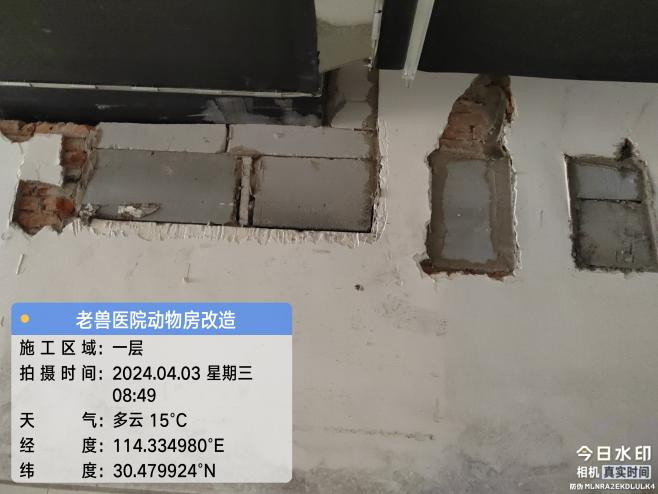 老兽医院动物房改造
施工区域：一层
拍摄时间：2024.04.03 星期三
08:49
天气：多云 15°C
经度：114.334980°E
纬度：30.479924°N
今日水印
相机 真实时间
防伪 MLNRA2EKDLULK4